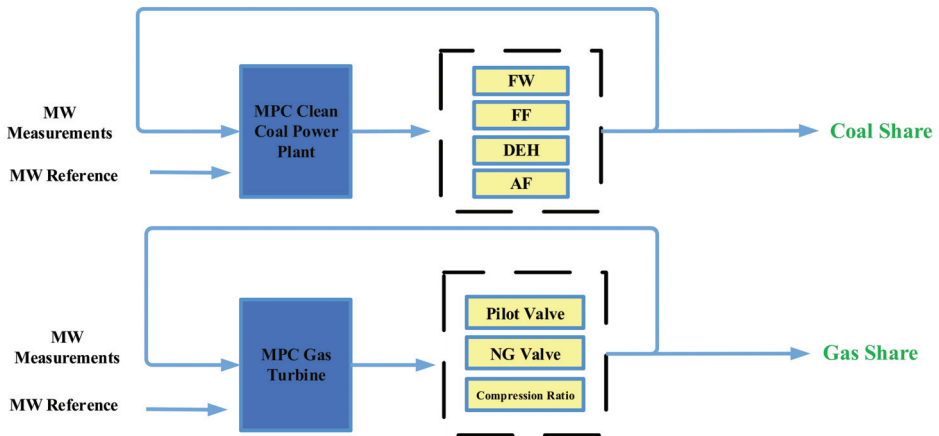 MW
Measurements
MW Reference
MPC Clean
Coal Power
Plant
FW
FF
DEH
AF
Coal Share
MW
Measurements
MW Reference
MPC Gas
Turbine
Pilot Valve
NG Valve
Compression Ratio
Gas Share